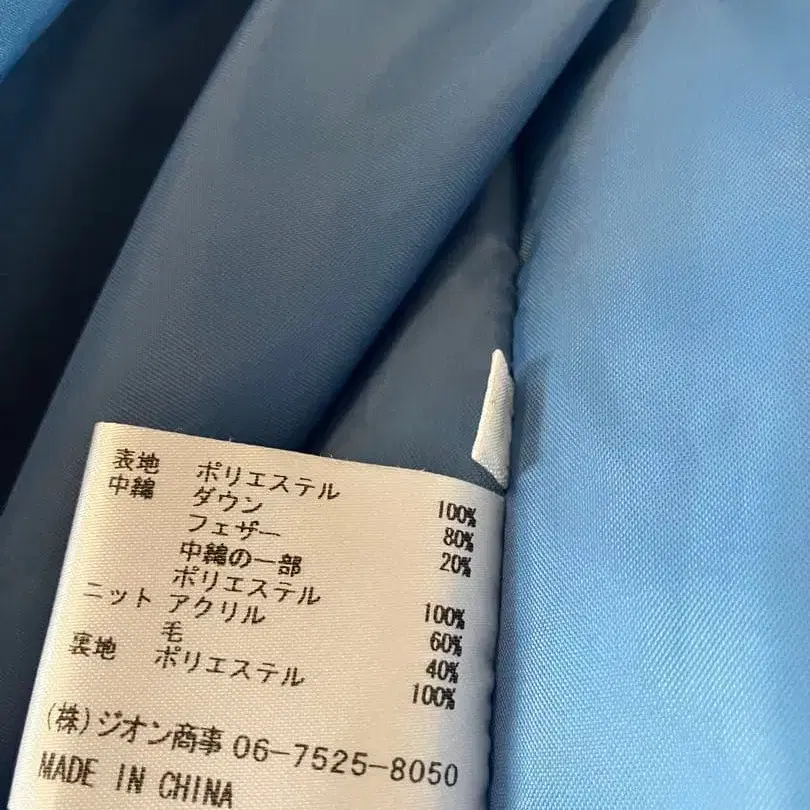 表地 ポリエステル 100%
中綿 ダウン 80%
フェザー 20%
中綿の一部
ポリエステル 100%
ニット アクリル 60%
毛 40%
裏地 ポリエステル 100%
(株)ジオン商事 06-7525-8050
MADE IN CHINA